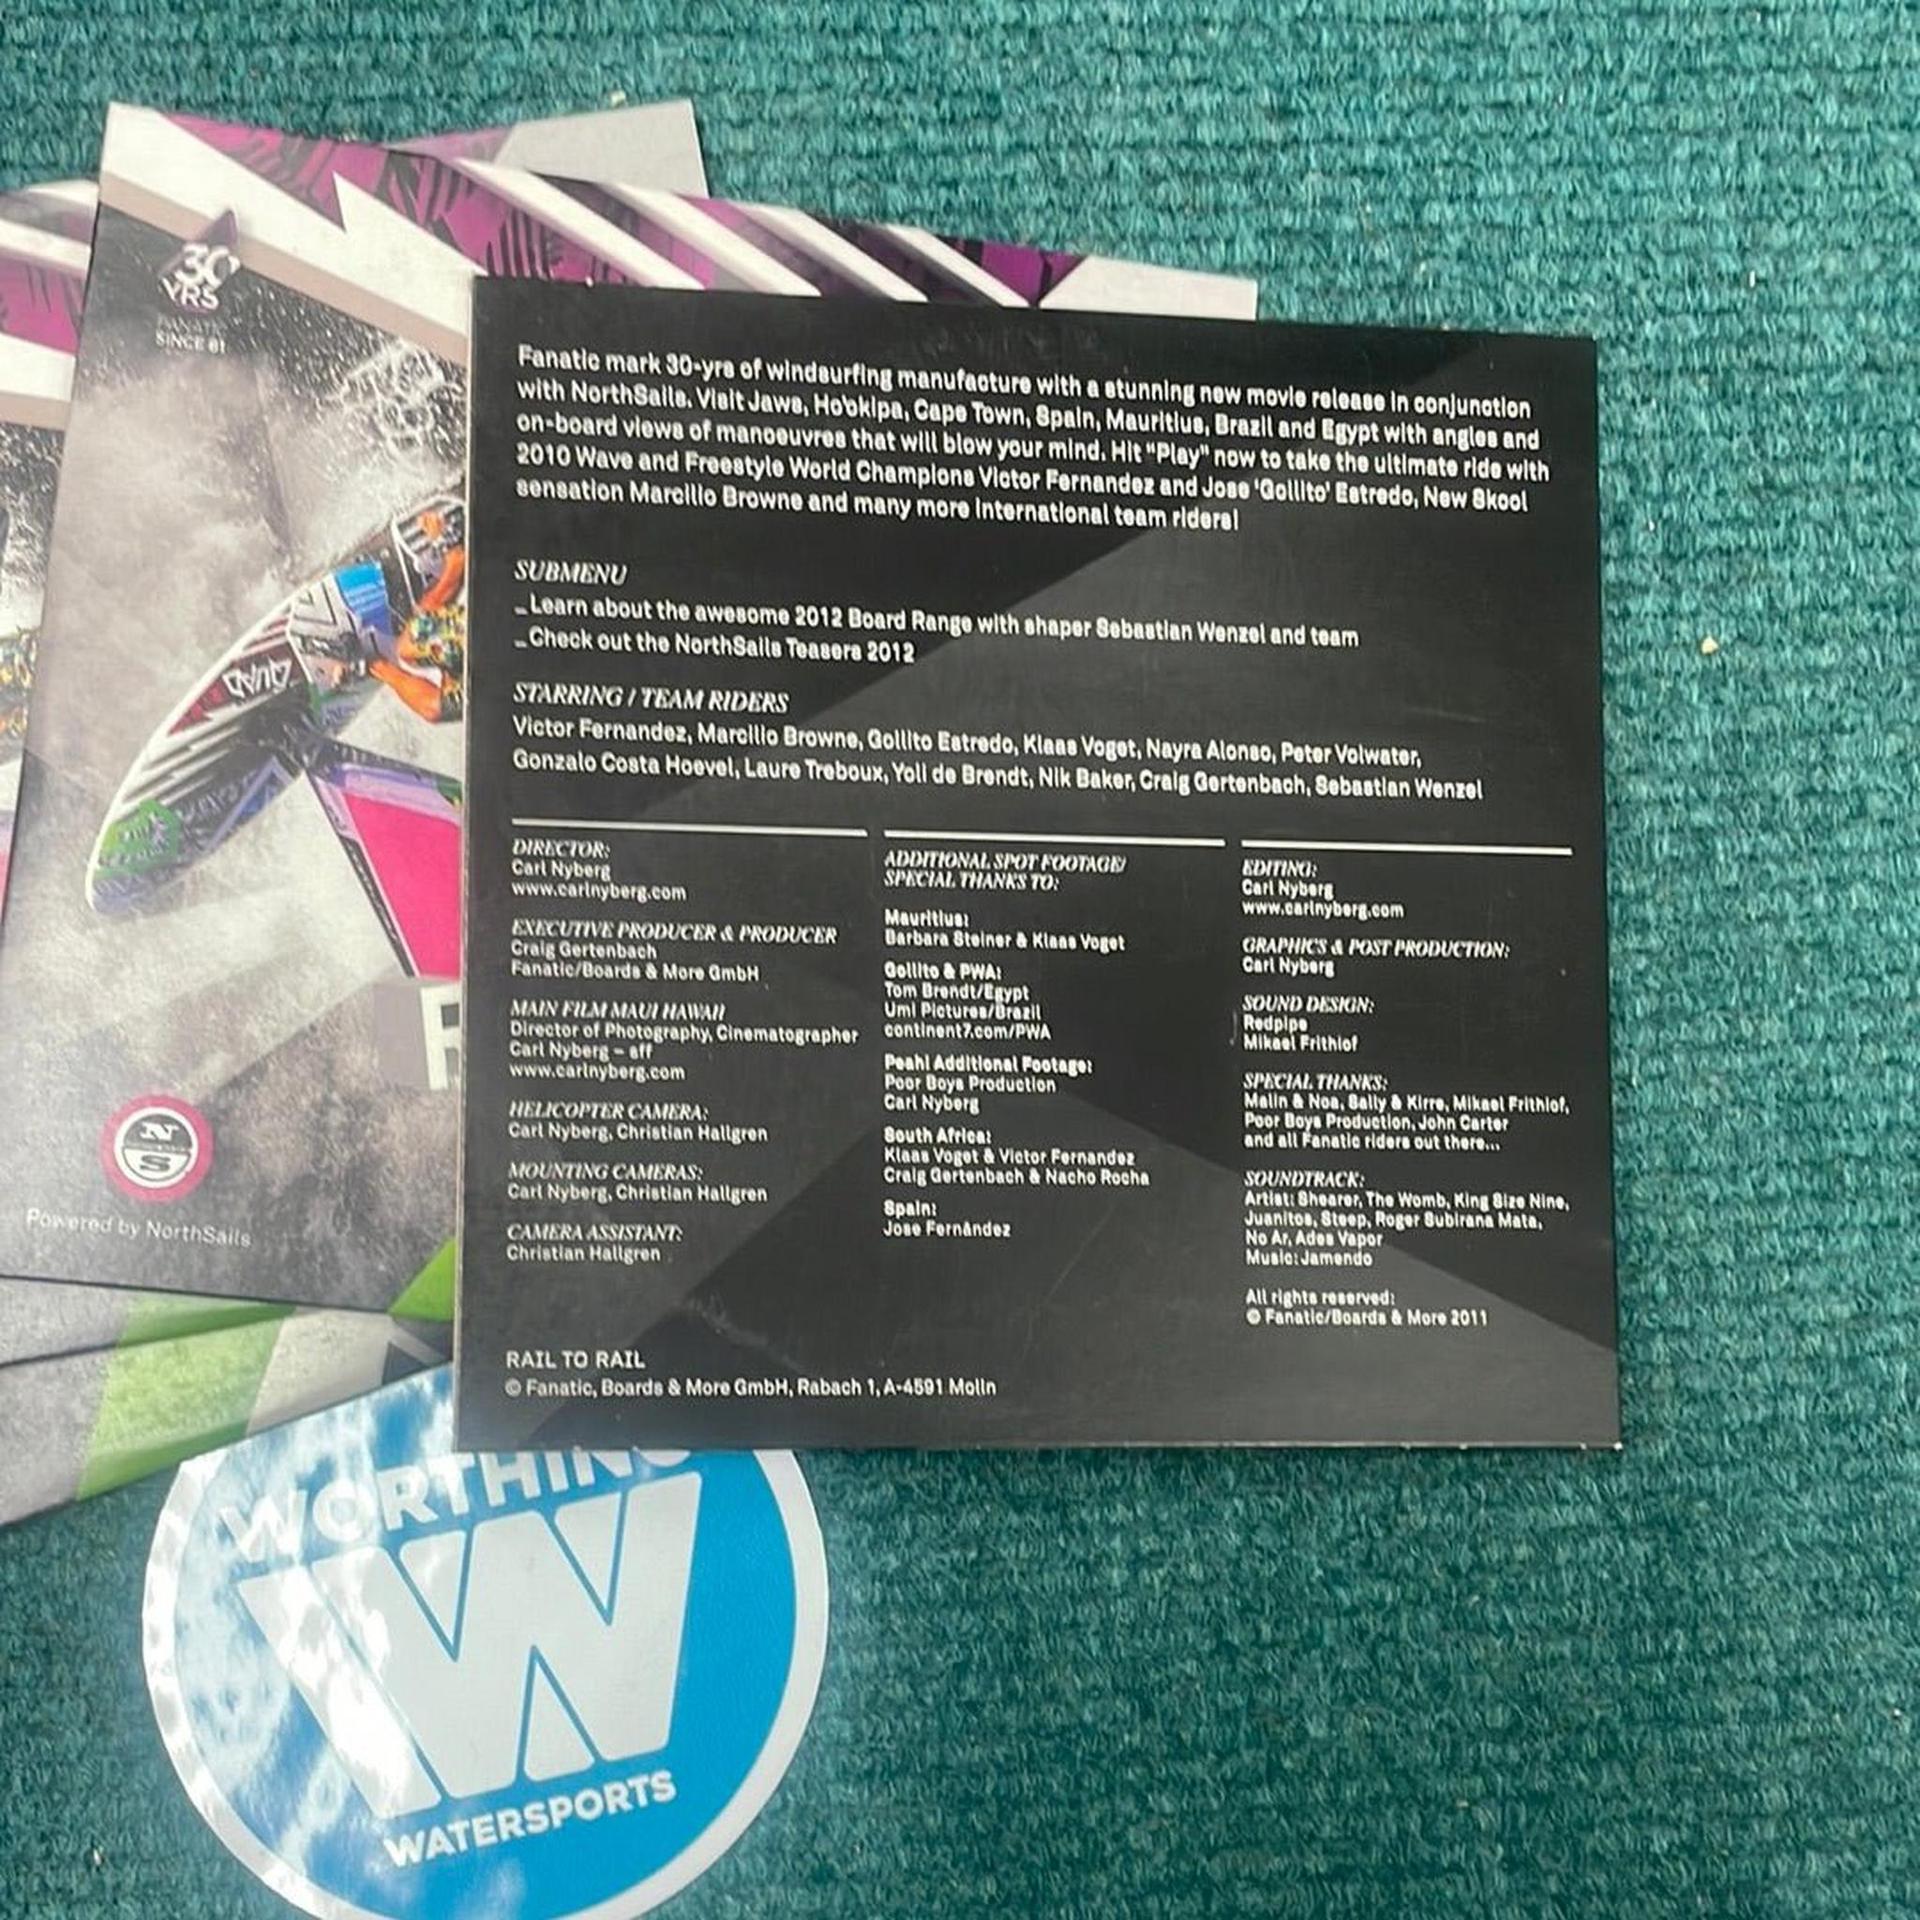 30
YRS
SINCE 81
Powered by NorthSails
N
S
Fanatic mark 30-yrs of windsurfing manufacture with a stunning new movie release in conjunction
with NorthSails. Visit Jaws, Ho'okipa, Cape Town, Spain, Mauritius, Brazil and Egypt with angles and
on-board views of manoeuvres that will blow your mind. Hit "Play" now to take the ultimate ride with
2010 Wave and Freestyle World Champions Victor Fernandez and Jose 'Gollito' Estredo, New Skool
sensation Marcilio Browne and many more international team riders!
SUBMENU
_Learn about the awesome 2012 Board Range with shaper Sebastian Wenzel and team
_Check out the NorthSails Teasers 2012
STARRING / TEAM RIDERS
Victor Fernandez, Marcilio Browne, Gollito Estredo, Klaas Voget, Nayra Alonso, Peter Volwater,
Gonzalo Costa Hoevel, Laure Treboux, Yoli de Brendt, Nik Baker, Craig Gertenbach, Sebastian Wenzel
DIRECTOR:
Carl Nyberg
www.carlnyberg.com
EXECUTIVE PRODUCER & PRODUCER
Craig Gertenbach
Fanatic/Boards & More GmbH
MAIN FILM MAUI HAWAII
Director of Photography, Cinematographer
Carl Nyberg – sff
www.carlnyberg.com
HELICOPTER CAMERA:
Carl Nyberg, Christian Hallgren
MOUNTING CAMERAS:
Carl Nyberg, Christian Hallgren
CAMERA ASSISTANT:
Christian Hallgren
ADDITIONAL SPOT FOOTAGE/
SPECIAL THANKS TO:
Mauritius:
Barbara Steiner & Klaas Voget
Gollito & PWA:
Tom Brendt/Egypt
Umi Pictures/Brazil
continent7.com/PWA
Peahi Additional Footage:
Poor Boys Production
Carl Nyberg
South Africa:
Klaas Voget & Victor Fernandez
Craig Gertenbach & Nacho Rocha
Spain:
Jose Fernàndez
EDITING:
Carl Nyberg
www.carlnyberg.com
GRAPHICS & POST PRODUCTION:
Carl Nyberg
SOUND DESIGN:
Redpipe
Mikael Frithiof
SPECIAL THANKS:
Malin & Noa, Sally & Kirre, Mikael Frithiof,
Poor Boys Production, John Carter
and all Fanatic riders out there...
SOUNDTRACK:
Artist: Shearer, The Womb, King Size Nine,
Juanitos, Steep, Roger Subirana Mata,
No Ar, Ades Vapor
Music: Jamendo
All rights reserved:
© Fanatic/Boards & More 2011
RAIL TO RAIL
© Fanatic, Boards & More GmbH, Rabach 1, A-4591 Molln
WORTHING
W
WATERSPORTS